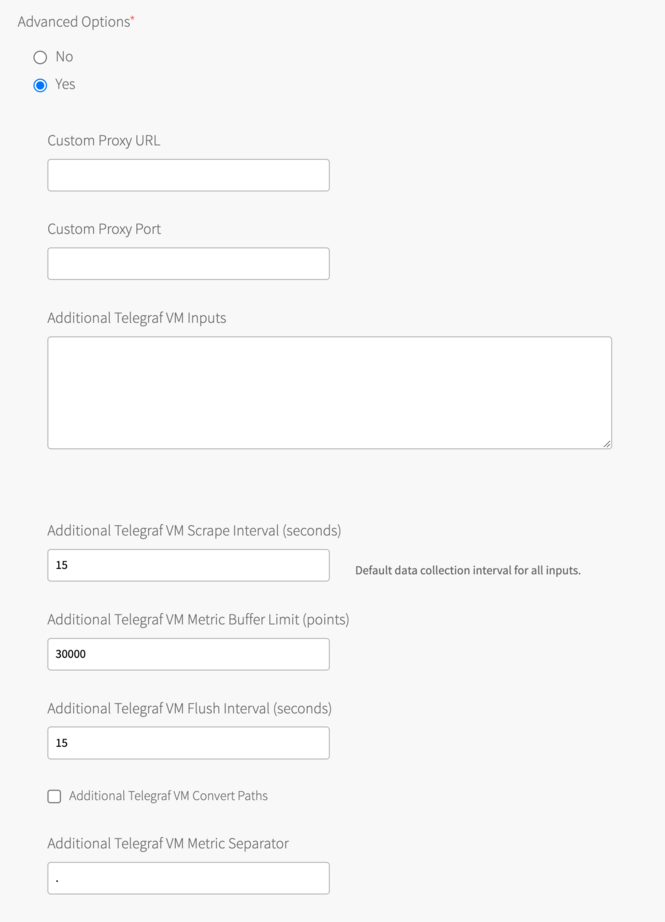 Advanced Options*
No
Yes
Custom Proxy URL
Custom Proxy Port
Additional Telegraf VM Inputs
Additional Telegraf VM Scrape Interval (seconds)
15
Default data collection interval for all inputs.
Additional Telegraf VM Metric Buffer Limit (points)
30000
Additional Telegraf VM Flush Interval (seconds)
15
Additional Telegraf VM Convert Paths
Additional Telegraf VM Metric Separator
.